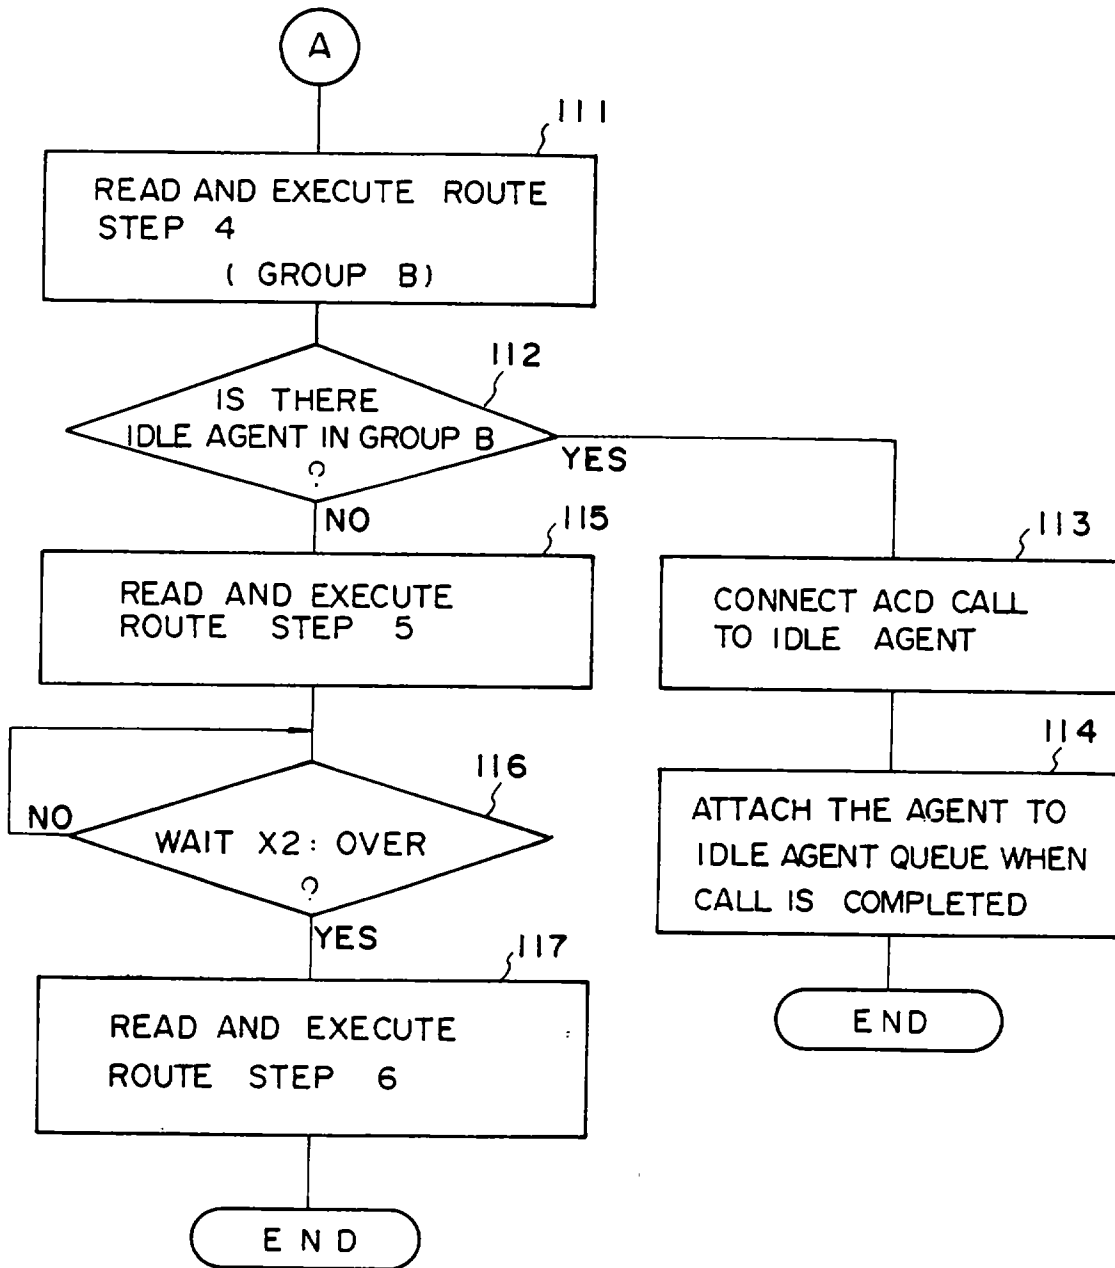 A
111
READ AND EXECUTE ROUTE
STEP 4
( GROUP B)
112
IS THERE
IDLE AGENT IN GROUP B
?
YES
NO
115
READ AND EXECUTE
ROUTE STEP 5
113
CONNECT ACD CALL
TO IDLE AGENT
114
ATTACH THE AGENT TO
IDLE AGENT QUEUE WHEN
CALL IS COMPLETED
END
116
NO
WAIT X2: OVER
?
YES
117
READ AND EXECUTE
ROUTE STEP 6
END